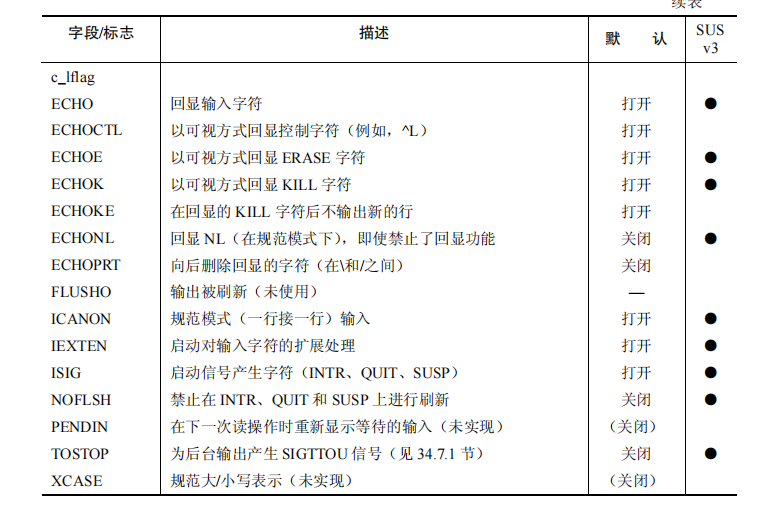 续表
字段/标志 描述 默 认 SUS v3
c_lflag
ECHO 回显输入字符 打开 ●
ECHOCTL 以可视方式回显控制字符（例如，^L） 打开
ECHOE 以可视方式回显 ERASE 字符 打开 ●
ECHOK 以可视方式回显 KILL 字符 打开 ●
ECHOKE 在回显的 KILL 字符后不输出新的行 打开
ECHONL 回显 NL（在规范模式下），即使禁止了回显功能 关闭 ●
ECHOPRT 向后删除回显的字符（在\和/之间） 关闭
FLUSHO 输出被刷新（未使用） —
ICANON 规范模式（一行接一行）输入 打开 ●
IEXTEN 启动对输入字符的扩展处理 打开 ●
ISIG 启动信号产生字符（INTR、QUIT、SUSP） 打开 ●
NOFLSH 禁止在 INTR、QUIT 和 SUSP 上进行刷新 关闭 ●
PENDIN 在下一次读操作时重新显示等待的输入（未实现） （关闭）
TOSTOP 为后台输出产生 SIGTTOU 信号（见 34.7.1 节） 关闭 ●
XCASE 规范大/小写表示（未实现） （关闭）